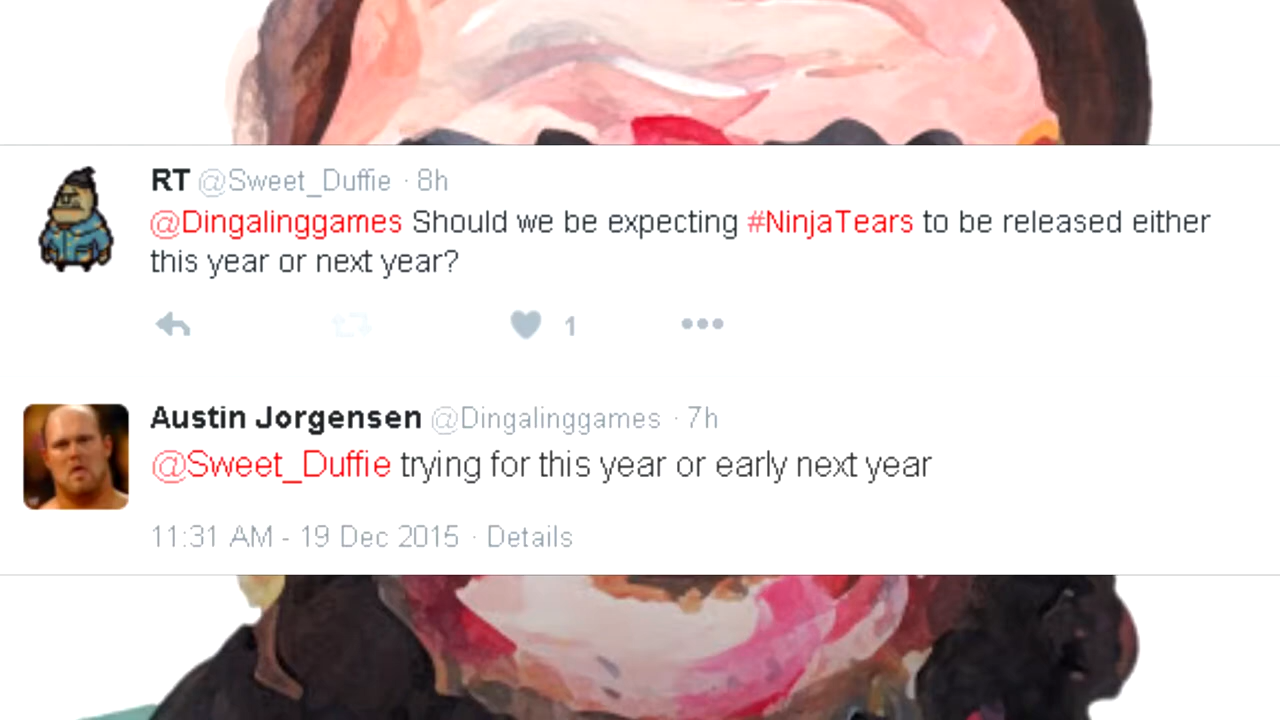 RT @Sweet_Duffie · 8h
@Dingalinggames Should we be expecting #NinjaTears to be released either
this year or next year?
1
Austin Jorgensen @Dingalinggames · 7h
@Sweet_Duffie trying for this year or early next year
11:31 AM - 19 Dec 2015 · Details